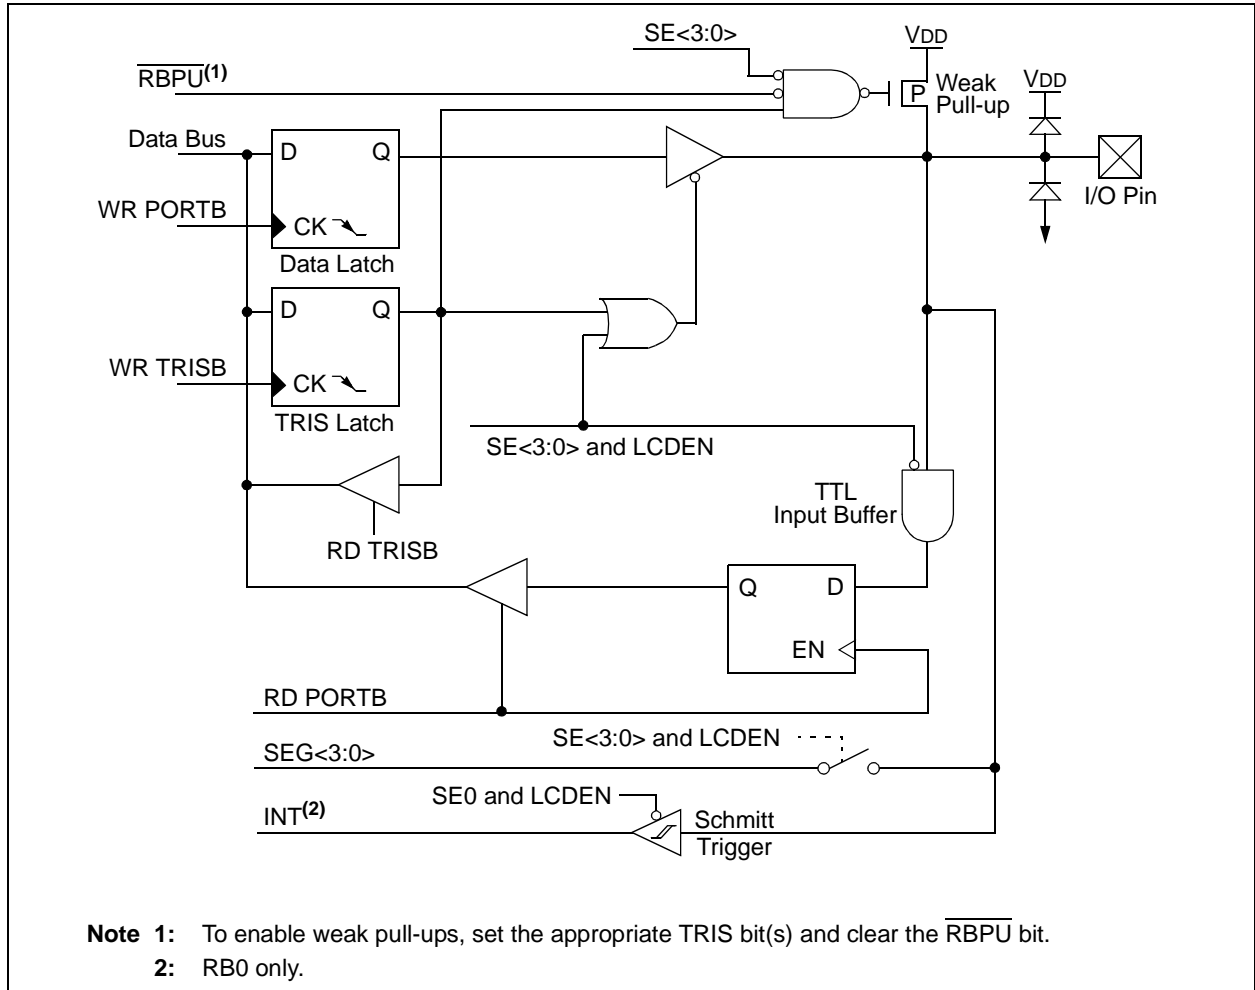 SE<3:0>
VDD
RBPU(1)
Weak
Pull-up
P
VDD
Data Bus
D Q
I/O Pin
WR PORTB
CK
Data Latch
D Q
WR TRISB
CK
TRIS Latch
SE<3:0> and LCDEN
TTL
Input Buffer
RD TRISB
Q D
EN
RD PORTB
SE<3:0> and LCDEN
SEG<3:0>
SE0 and LCDEN
INT(2)
Schmitt
Trigger
Note 1: To enable weak pull-ups, set the appropriate TRIS bit(s) and clear the RBPU bit.
2: RB0 only.